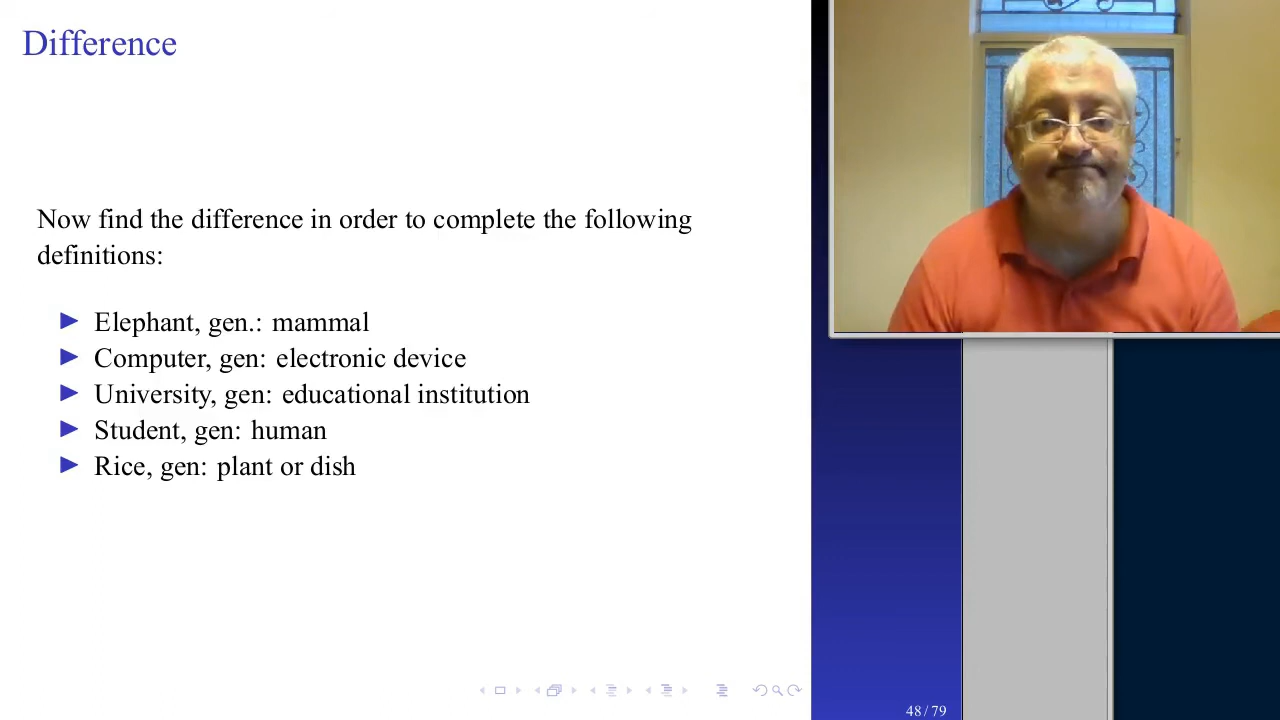 Difference
Now find the difference in order to complete the following
definitions:
Elephant, gen.: mammal
Computer, gen: electronic device
University, gen: educational institution
Student, gen: human
Rice, gen: plant or dish
48/79